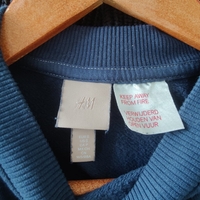 H&M
KEEP AWAY
FROM FIRE
VERWIJDERD
HOUDEN VAN
VUUR